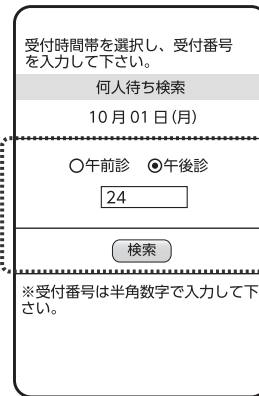 受付時間帯を選択し、受付番号
を入力して下さい。
何人待ち検索
10月01日(月)
○午前診 ◉午後診
24
検索
※受付番号は半角数字で入力して下
さい。